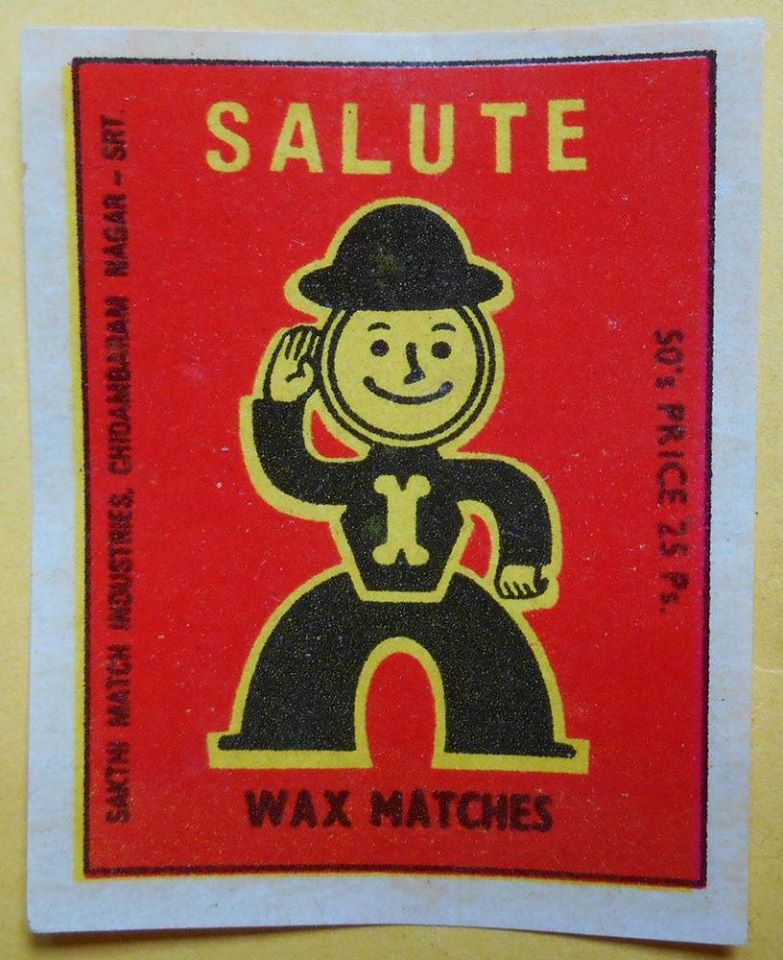 SALUTE
SAKTHI MATCH INDUSTRIES, CHIDAMBARAM NAGAR - SRT.
50's PRICE 25 Ps.
WAX MATCHES